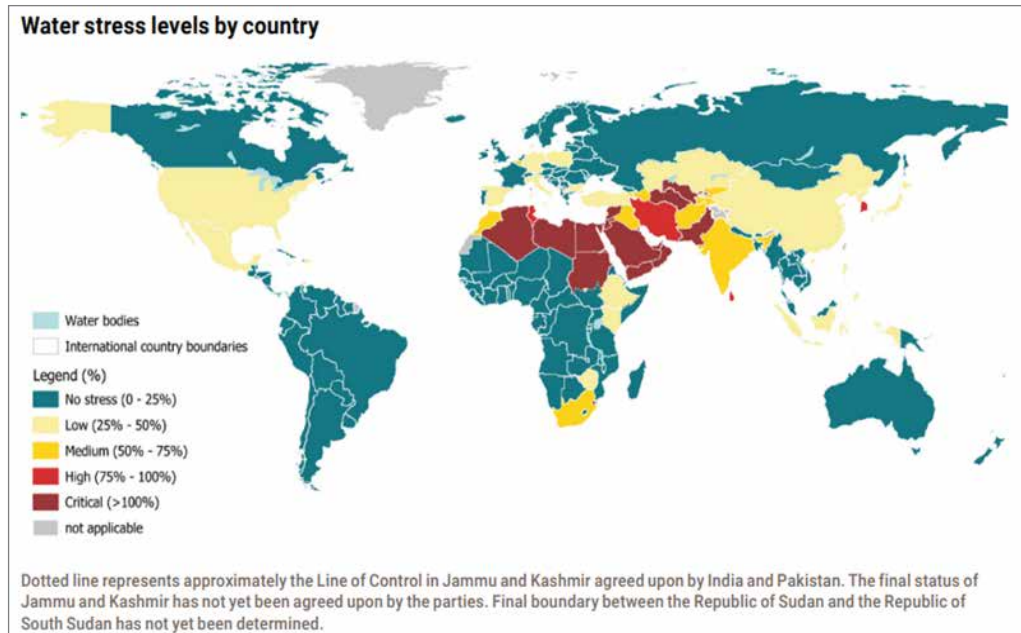 Water stress levels by country
Water bodies
International country boundaries
Legend (%)
No stress (0 - 25%)
Low (25% - 50%)
Medium (50% - 75%)
High (75% - 100%)
Critical (>100%)
not applicable
Dotted line represents approximately the Line of Control in Jammu and Kashmir agreed upon by India and Pakistan. The final status of
Jammu and Kashmir has not yet been agreed upon by the parties. Final boundary between the Republic of Sudan and the Republic of
South Sudan has not yet been determined.